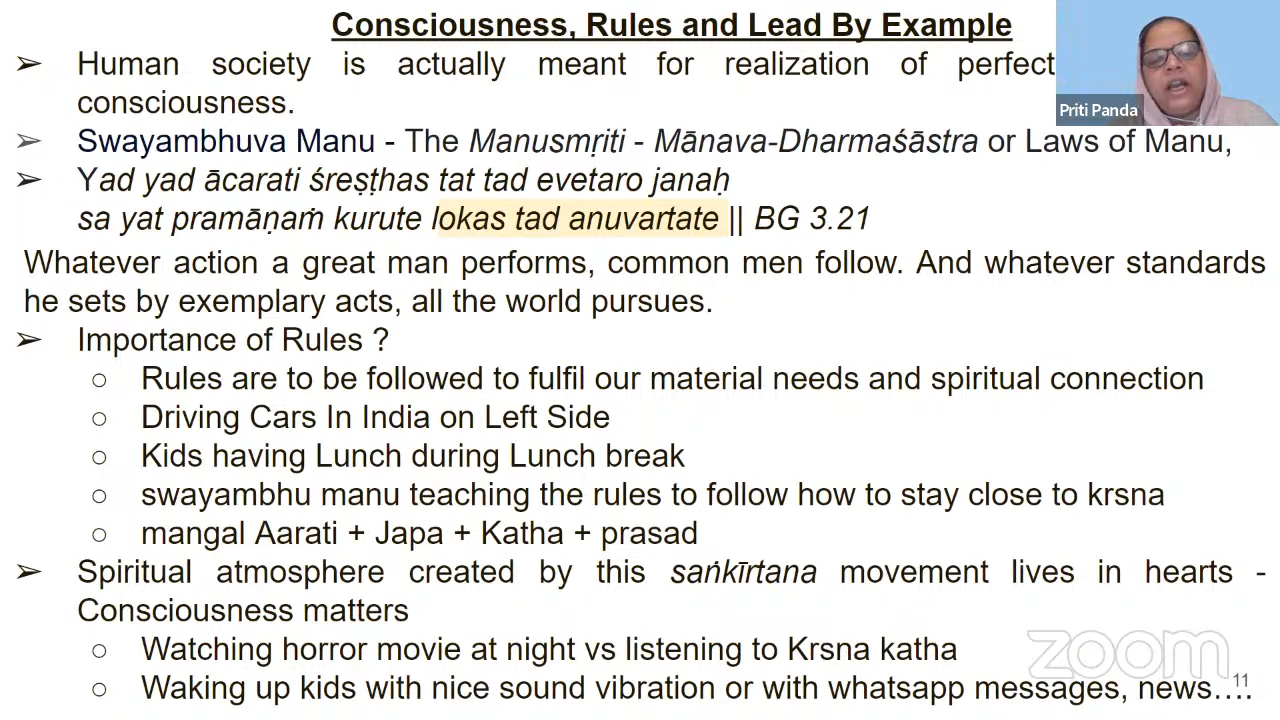 Consciousness, Rules and Lead By Example
➢ Human society is actually meant for realization of perfect
consciousness.
➢ Swayambhuva Manu - The Manusmṛiti - Mānava-Dharmaśāstra or Laws of Manu,
➢ Yad yad ācarati śreṣṭhas tat tad evetaro janaḥ
sa yat pramāṇaṁ kurute lokas tad anuvartate || BG 3.21
Whatever action a great man performs, common men follow. And whatever standards
he sets by exemplary acts, all the world pursues.
➢ Importance of Rules ?
○ Rules are to be followed to fulfil our material needs and spiritual connection
○ Driving Cars In India on Left Side
○ Kids having Lunch during Lunch break
○ swayambhu manu teaching the rules to follow how to stay close to krsna
○ mangal Aarati + Japa + Katha + prasad
➢ Spiritual atmosphere created by this saṅkīrtana movement lives in hearts -
Consciousness matters
○ Watching horror movie at night vs listening to Krsna katha
○ Waking up kids with nice sound vibration or with whatsapp messages, news….
Priti Panda
zoom
11